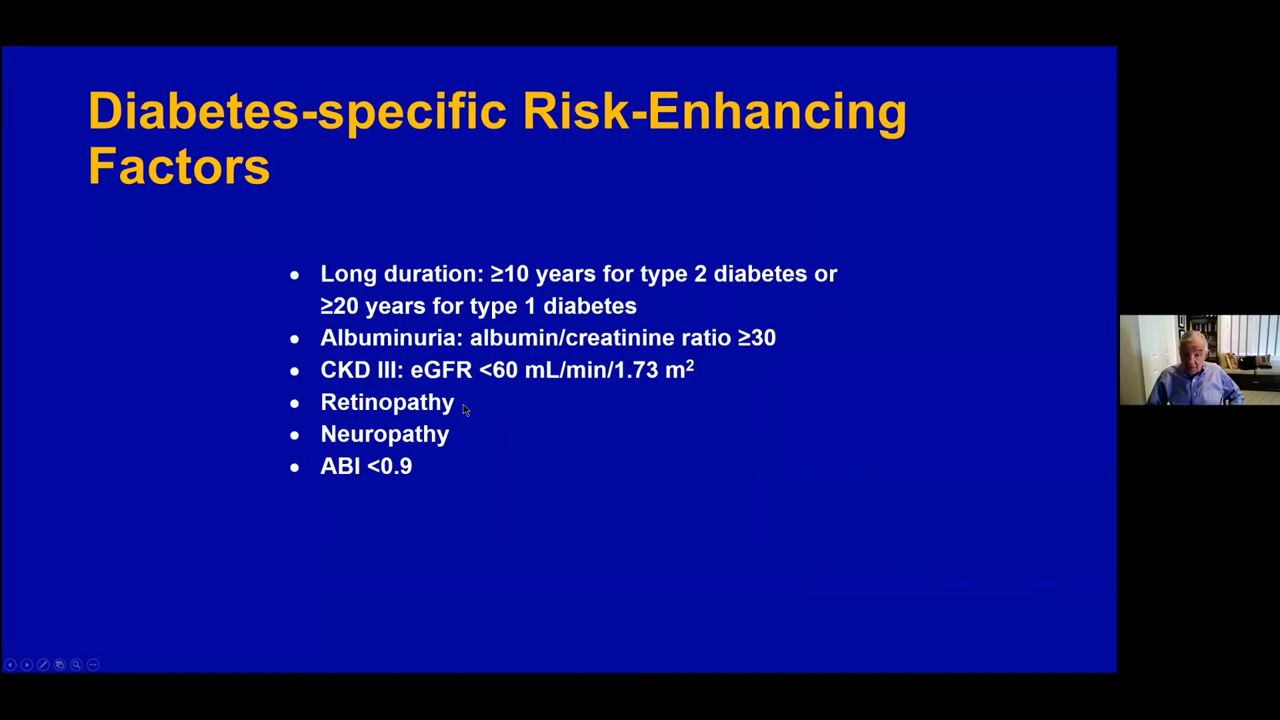 Diabetes-specific Risk-Enhancing
Factors
• Long duration: ≥10 years for type 2 diabetes or
≥20 years for type 1 diabetes
• Albuminuria: albumin/creatinine ratio ≥30
• CKD III: eGFR <60 mL/min/1.73 m²
• Retinopathy
• Neuropathy
• ABI <0.9